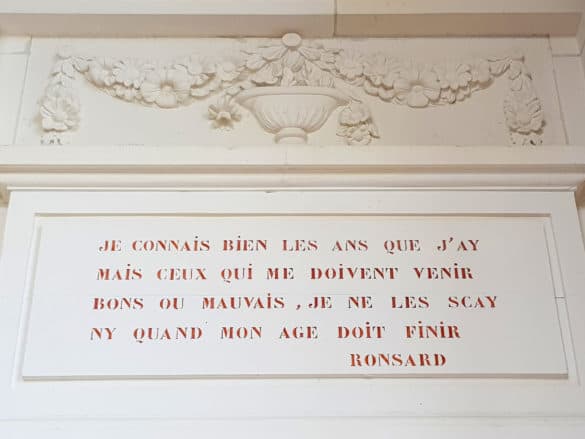 JE CONNAIS BIEN LES ANS QUE J'AY
MAIS CEUX QUI ME DOIVENT VENIR
BONS OU MAUVAIS, JE NE LES SCAY
NY QUAND MON AGE DOIT FINIR
RONSARD